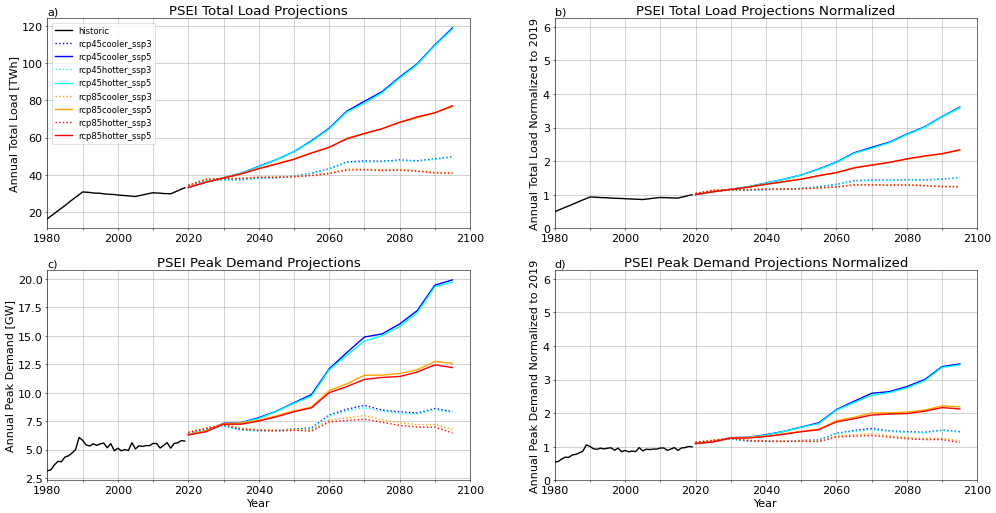 a) PSEI Total Load Projections
Annual Total Load [TWh]
120
100
80
60
40
20
1980 2000 2020 2040 2060 2080 2100
historic
rcp45cooler_ssp3
rcp45cooler_ssp5
rcp45hotter_ssp3
rcp45hotter_ssp5
rcp85cooler_ssp3
rcp85cooler_ssp5
rcp85hotter_ssp3
rcp85hotter_ssp5
b) PSEI Total Load Projections Normalized
Annual Total Load Normalized to 2019
6
5
4
3
2
1
0
1980 2000 2020 2040 2060 2080 2100
c) PSEI Peak Demand Projections
Annual Peak Demand [GW]
20.0
17.5
15.0
12.5
10.0
7.5
5.0
2.5
1980 2000 2020 2040 2060 2080 2100
Year
d) PSEI Peak Demand Projections Normalized
Annual Peak Demand Normalized to 2019
6
5
4
3
2
1
0
1980 2000 2020 2040 2060 2080 2100
Year